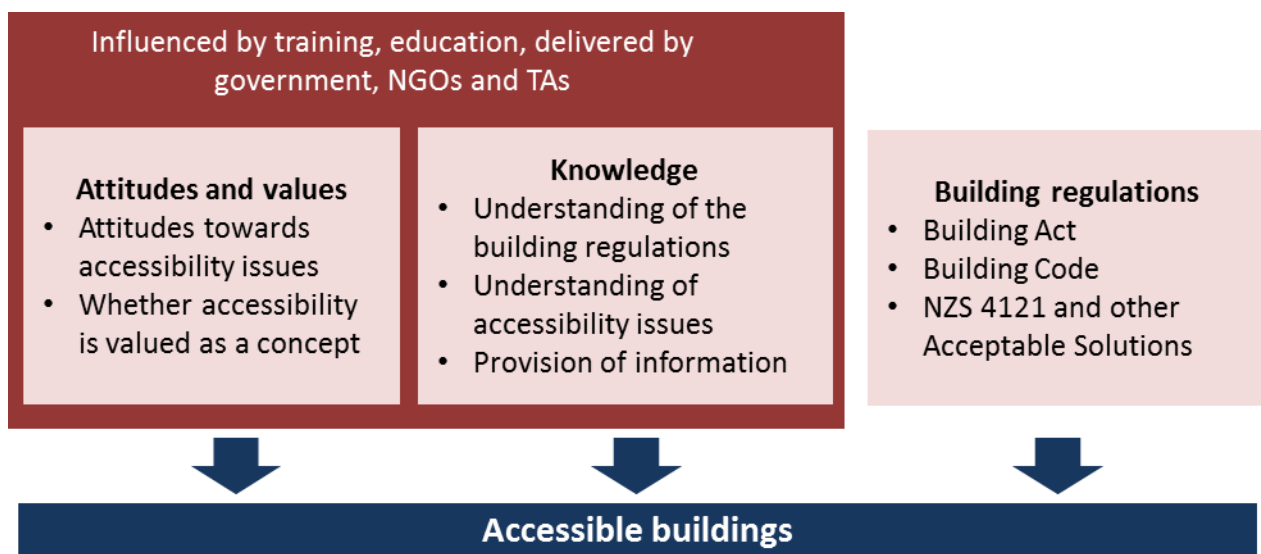 Influenced by training, education, delivered by
government, NGOs and TAs
Attitudes and values
• Attitudes towards
accessibility issues
• Whether accessibility
is valued as a concept
Knowledge
• Understanding of the
building regulations
• Understanding of
accessibility issues
• Provision of information
Building regulations
• Building Act
• Building Code
• NZS 4121 and other
Acceptable Solutions
Accessible buildings